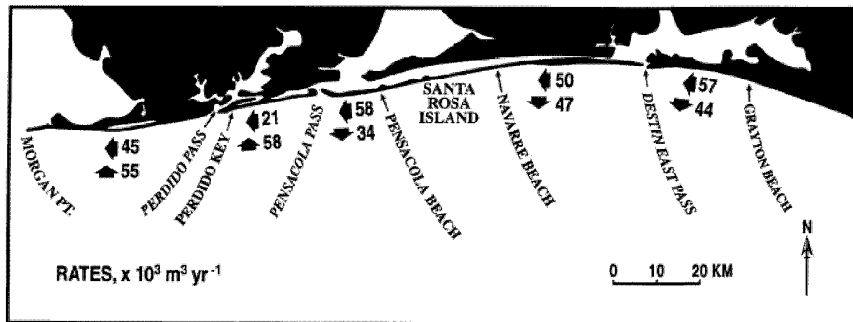 50
47
57
44
SANTA
ROSA
ISLAND
58
34
21
58
45
55
MORGAN PT.
PERDIDO PASS
PERDIDO KEY
PENSACOLA PASS
PENSACOLA BEACH
NAVARRE BEACH
DESTIN EAST PASS
GRAYTON BEACH
N
RATES, x 10³ m³ yr⁻¹
0 10 20 KM